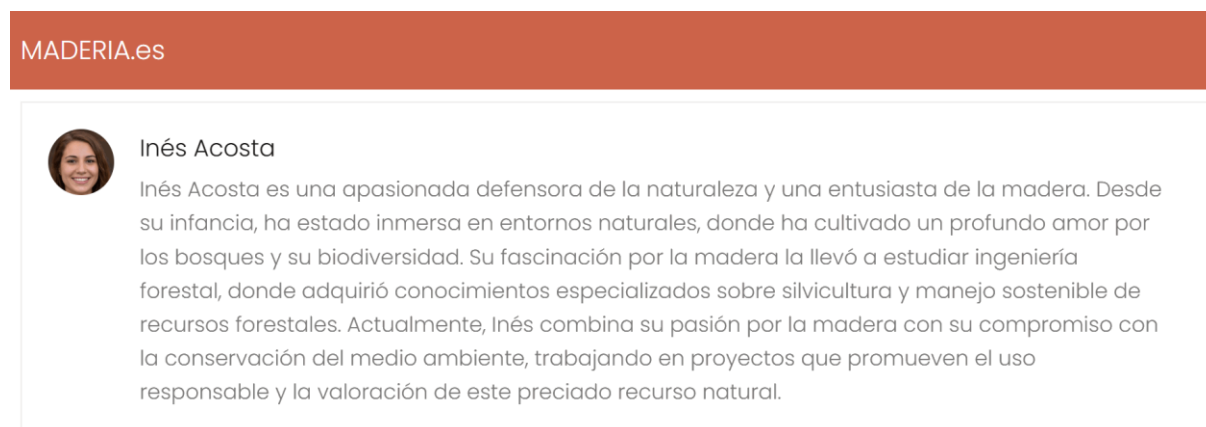 MADERIA.es
Inés Acosta
Inés Acosta es una apasionada defensora de la naturaleza y una entusiasta de la madera. Desde
su infancia, ha estado inmersa en entornos naturales, donde ha cultivado un profundo amor por
los bosques y su biodiversidad. Su fascinación por la madera la llevó a estudiar ingeniería
forestal, donde adquirió conocimientos especializados sobre silvicultura y manejo sostenible de
recursos forestales. Actualmente, Inés combina su pasión por la madera con su compromiso con
la conservación del medio ambiente, trabajando en proyectos que promueven el uso
responsable y la valoración de este preciado recurso natural.